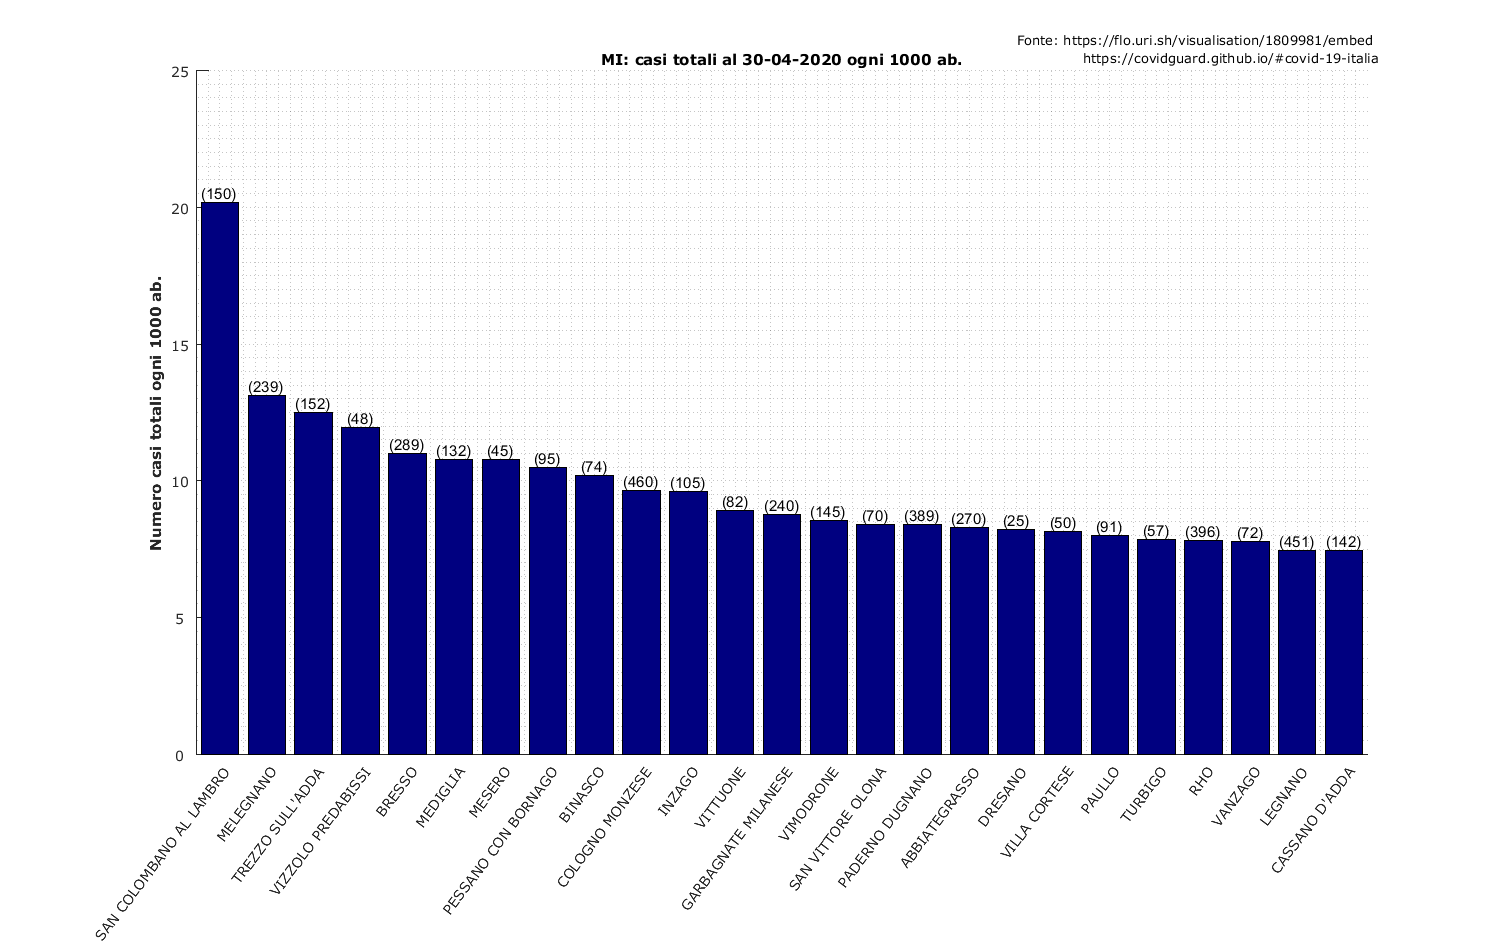 Fonte: https://flo.uri.sh/visualisation/1809981/embed
https://covidguard.github.io/#covid-19-italia
MI: casi totali al 30-04-2020 ogni 1000 ab.
Numero casi totali ogni 1000 ab.
25
20
15
10
5
0
(150)
(239)
(152)
(48)
(289)
(132)
(45)
(95)
(74)
(460)
(105)
(82)
(240)
(145)
(70)
(389)
(270)
(25)
(50)
(91)
(57)
(396)
(72)
(451)
(142)
SAN COLOMBANO AL LAMBRO
MELEGNANO
TREZZO SULL'ADDA
VIZZOLO PREDABISSI
BRESSO
MEDIGLIA
MESERO
PESSANO CON BORNAGO
BINASCO
COLOGNO MONZESE
INZAGO
VITTUONE
GARBAGNATE MILANESE
VIMODRONE
SAN VITTORE OLONA
PADERNO DUGNANO
ABBIATEGRASSO
DRESANO
VILLA CORTESE
PAULLO
TURBIGO
RHO
VANZAGO
LEGNANO
CASSANO D'ADDA